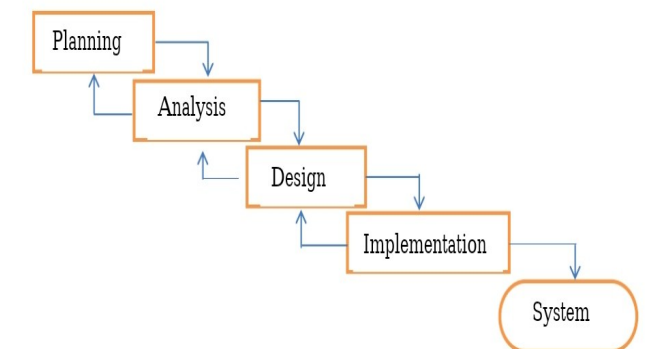 Planning
Analysis
Design
Implementation
System